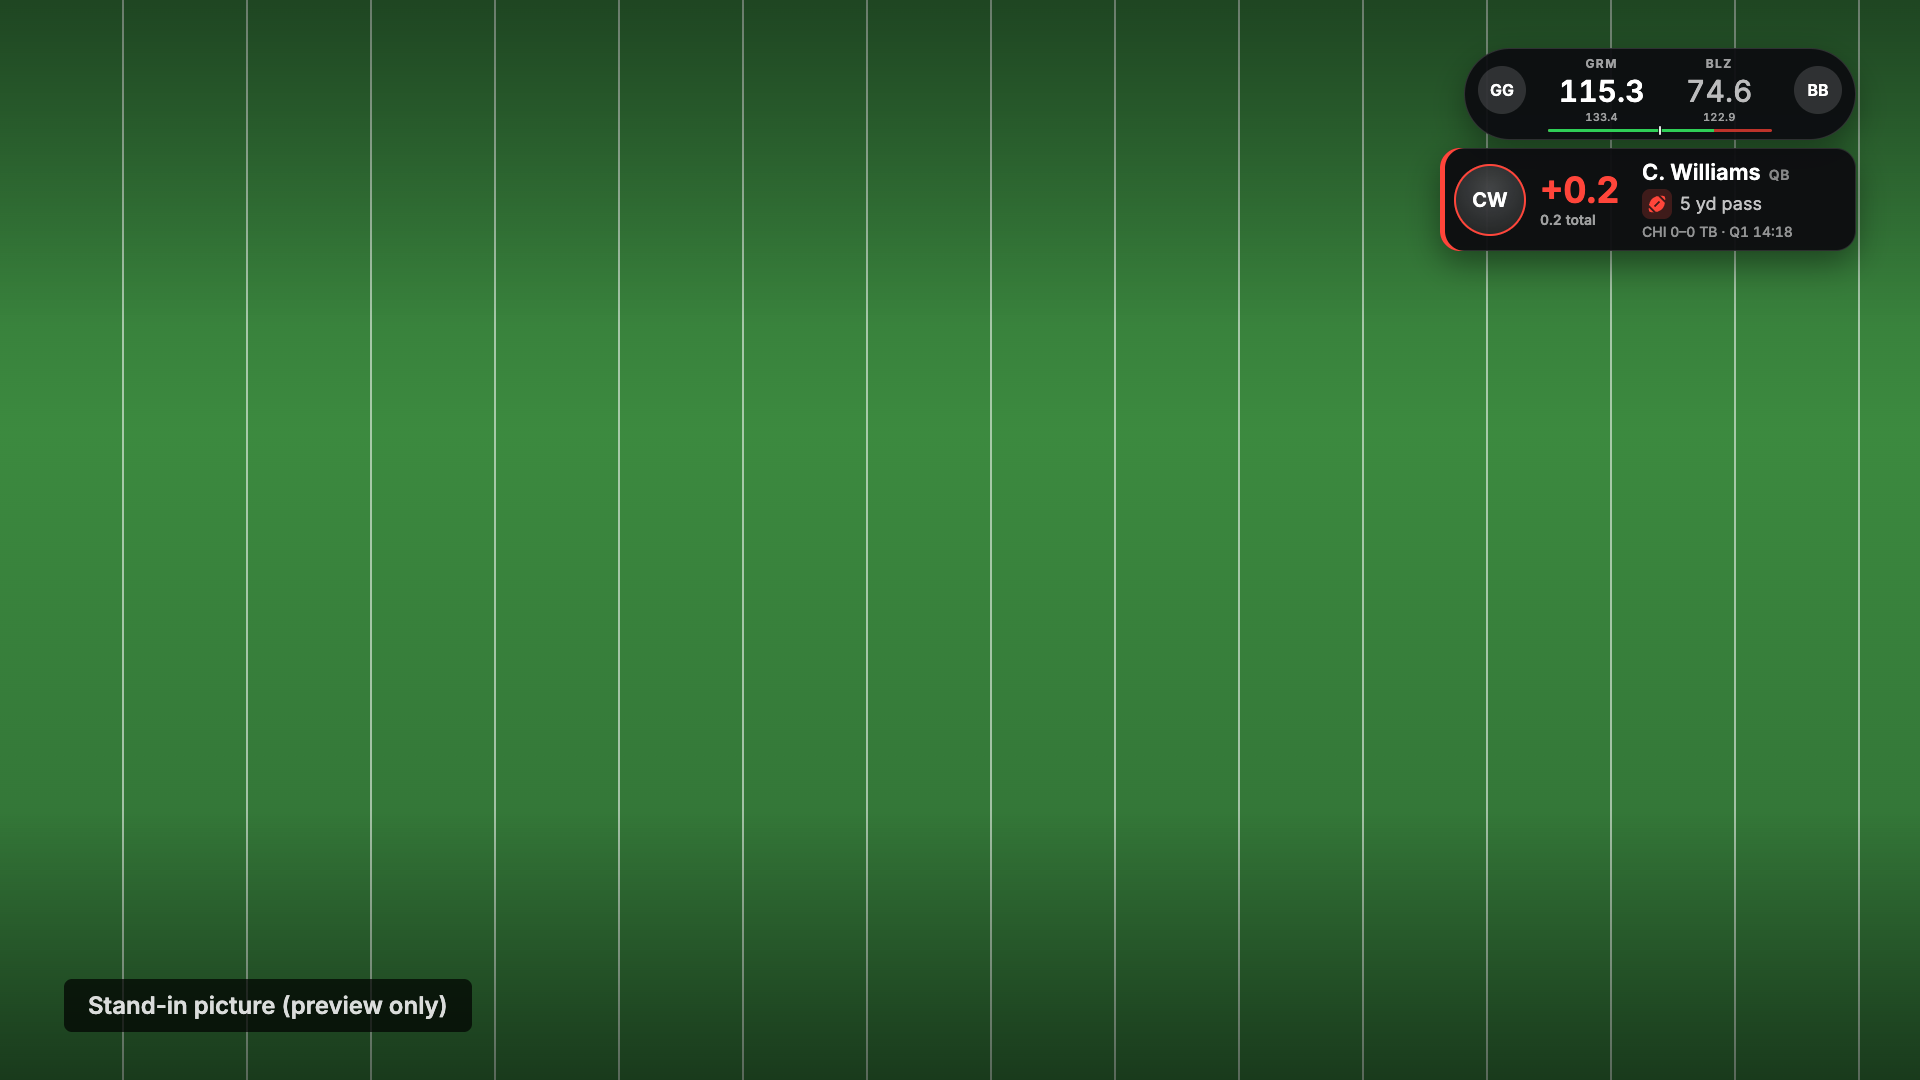 GG
GRM
115.3
133.4
BLZ
74.6
122.9
BB
CW
+0.2
0.2 total
C. Williams QB
5 yd pass
CHI 0–0 TB · Q1 14:18
Stand-in picture (preview only)